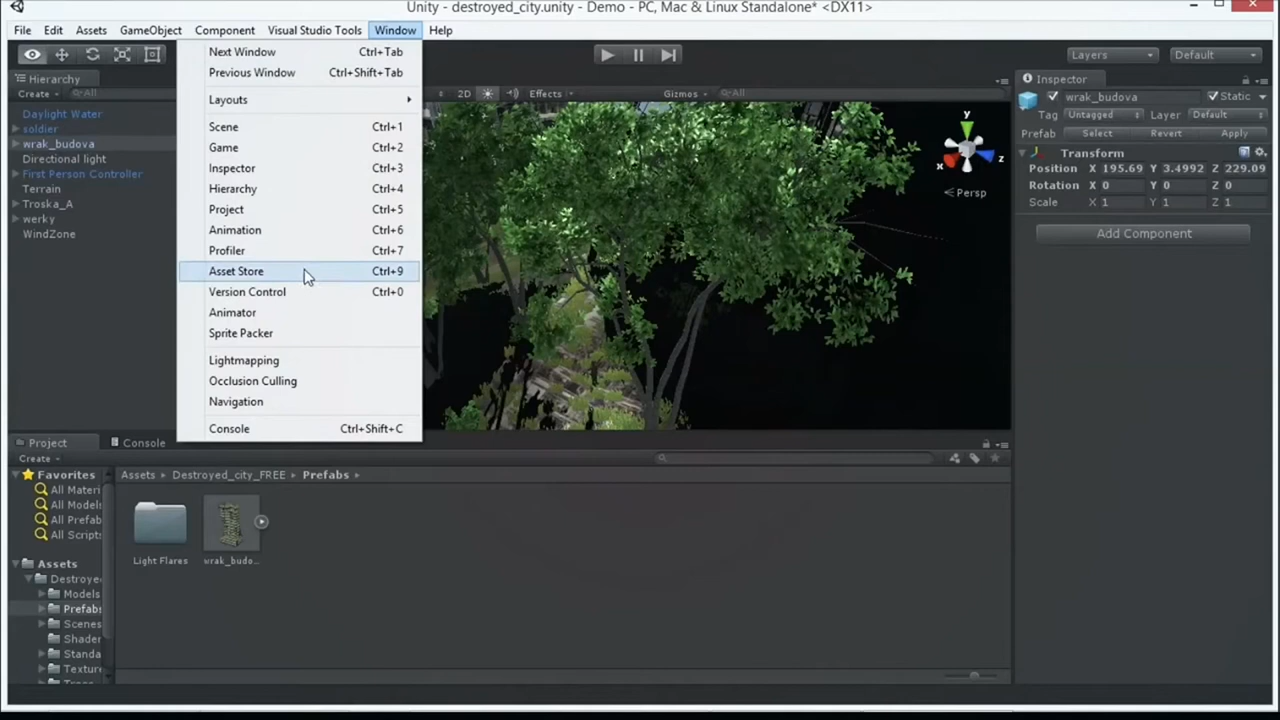 Unity - destroyed_city.unity - Demo - PC, Mac & Linux Standalone* <DX11>
File Edit Assets GameObject Component Visual Studio Tools Window Help
Next Window Ctrl+Tab
Previous Window Ctrl+Shift+Tab
Layouts
Scene Ctrl+1
Game Ctrl+2
Inspector Ctrl+3
Hierarchy Ctrl+4
Project Ctrl+5
Animation Ctrl+6
Profiler Ctrl+7
Asset Store Ctrl+9
Version Control Ctrl+0
Animator
Sprite Packer
Lightmapping
Occlusion Culling
Navigation
Console Ctrl+Shift+C
Layers Default
Hierarchy
Create All
Daylight Water
soldier
wrak_budova
Directional light
First Person Controller
Terrain
Troska_A
werky
WindZone
2D Effects Gizmos All
y
x z
Persp
Inspector
wrak_budova Static
Tag Untagged Layer Default
Prefab Select Revert Apply
Transform
Position X 195.69 Y 3.4992 Z 229.09
Rotation X 0 Y 0 Z 0
Scale X 1 Y 1 Z 1
Add Component
Project Console
Create
Favorites
All Materi
All Models
All Prefab
All Scripts
Assets
Destroye
Models
Prefabs
Scenes
Shader
Standa
Texture
Assets Destroyed_city_FREE Prefabs
Light Flares wrak_budo...